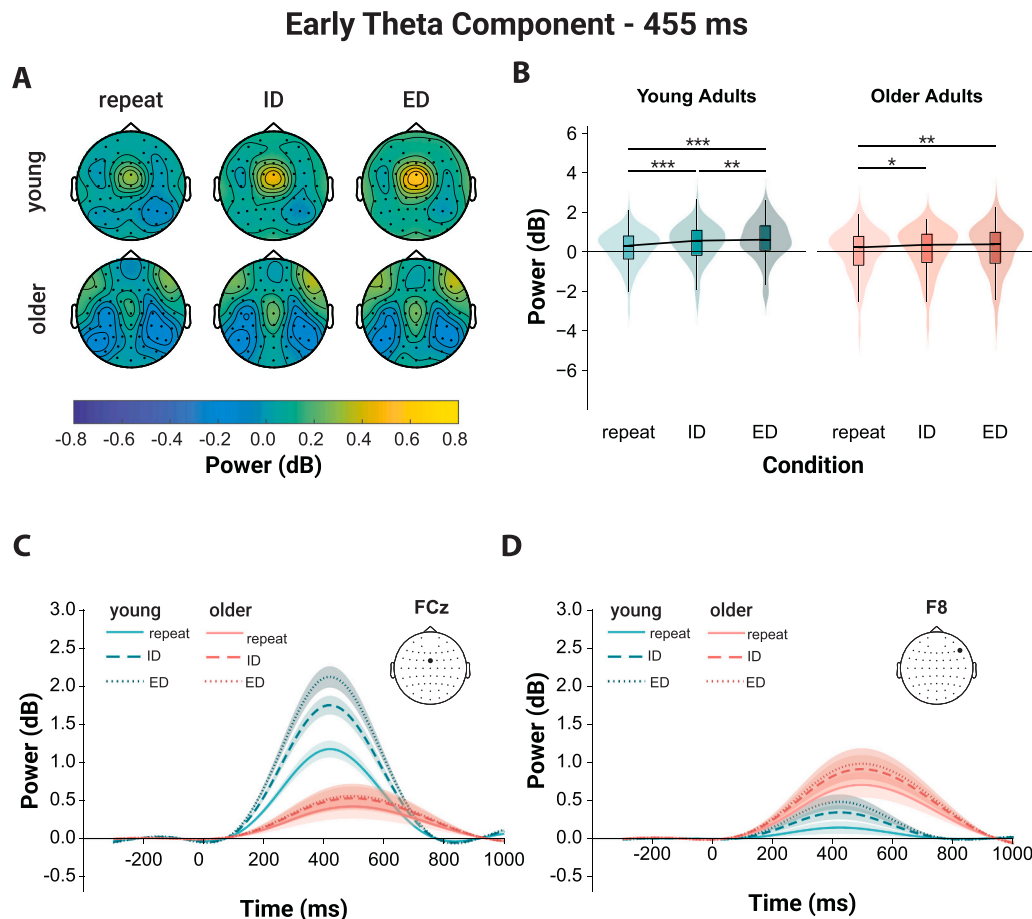 Early Theta Component - 455 ms
A
repeat ID ED
young
older
-0.8 -0.6 -0.4 -0.2 0.0 0.2 0.4 0.6 0.8
Power (dB)
B
Young Adults Older Adults
*** **
*** ** *
6
4
2
0
−2
−4
−6
Power (dB)
repeat ID ED repeat ID ED
Condition
C
3.0
2.5
2.0
1.5
1.0
0.5
0.0
-0.5
Power (dB)
young older
repeat repeat
ID ID
ED ED
FCz
-200 0 200 400 600 800 1000
Time (ms)
D
3.0
2.5
2.0
1.5
1.0
0.5
0.0
-0.5
Power (dB)
young older
repeat repeat
ID ID
ED ED
F8
-200 0 200 400 600 800 1000
Time (ms)